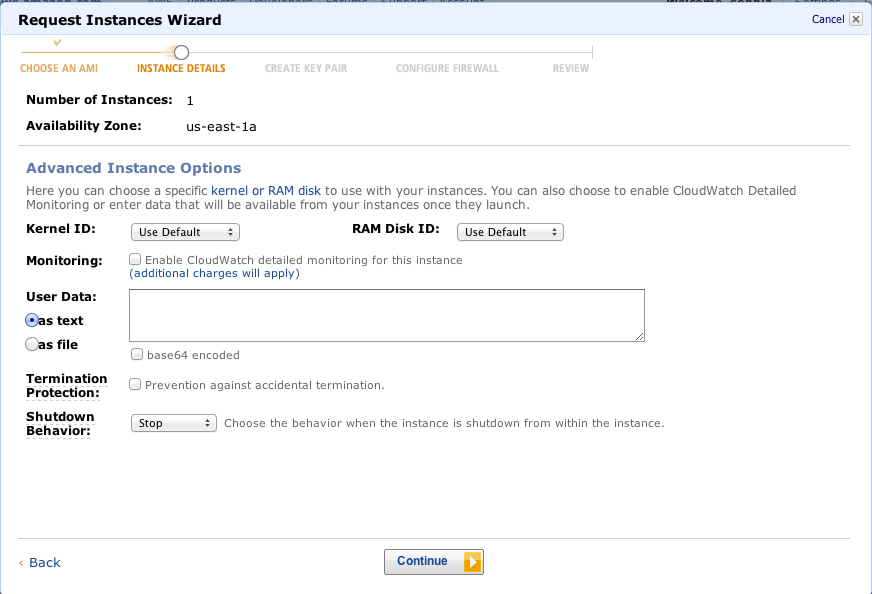 Request Instances Wizard
Cancel
CHOOSE AN AMI
INSTANCE DETAILS
CREATE KEY PAIR
CONFIGURE FIREWALL
REVIEW
Number of Instances: 1
Availability Zone: us-east-1a
Advanced Instance Options
Here you can choose a specific kernel or RAM disk to use with your instances. You can also choose to enable CloudWatch Detailed
Monitoring or enter data that will be available from your instances once they launch.
Kernel ID: Use Default RAM Disk ID: Use Default
Monitoring: Enable CloudWatch detailed monitoring for this instance
(additional charges will apply)
User Data:
as text
as file
base64 encoded
Termination
Protection: Prevention against accidental termination.
Shutdown
Behavior: Stop Choose the behavior when the instance is shutdown from within the instance.
‹ Back
Continue